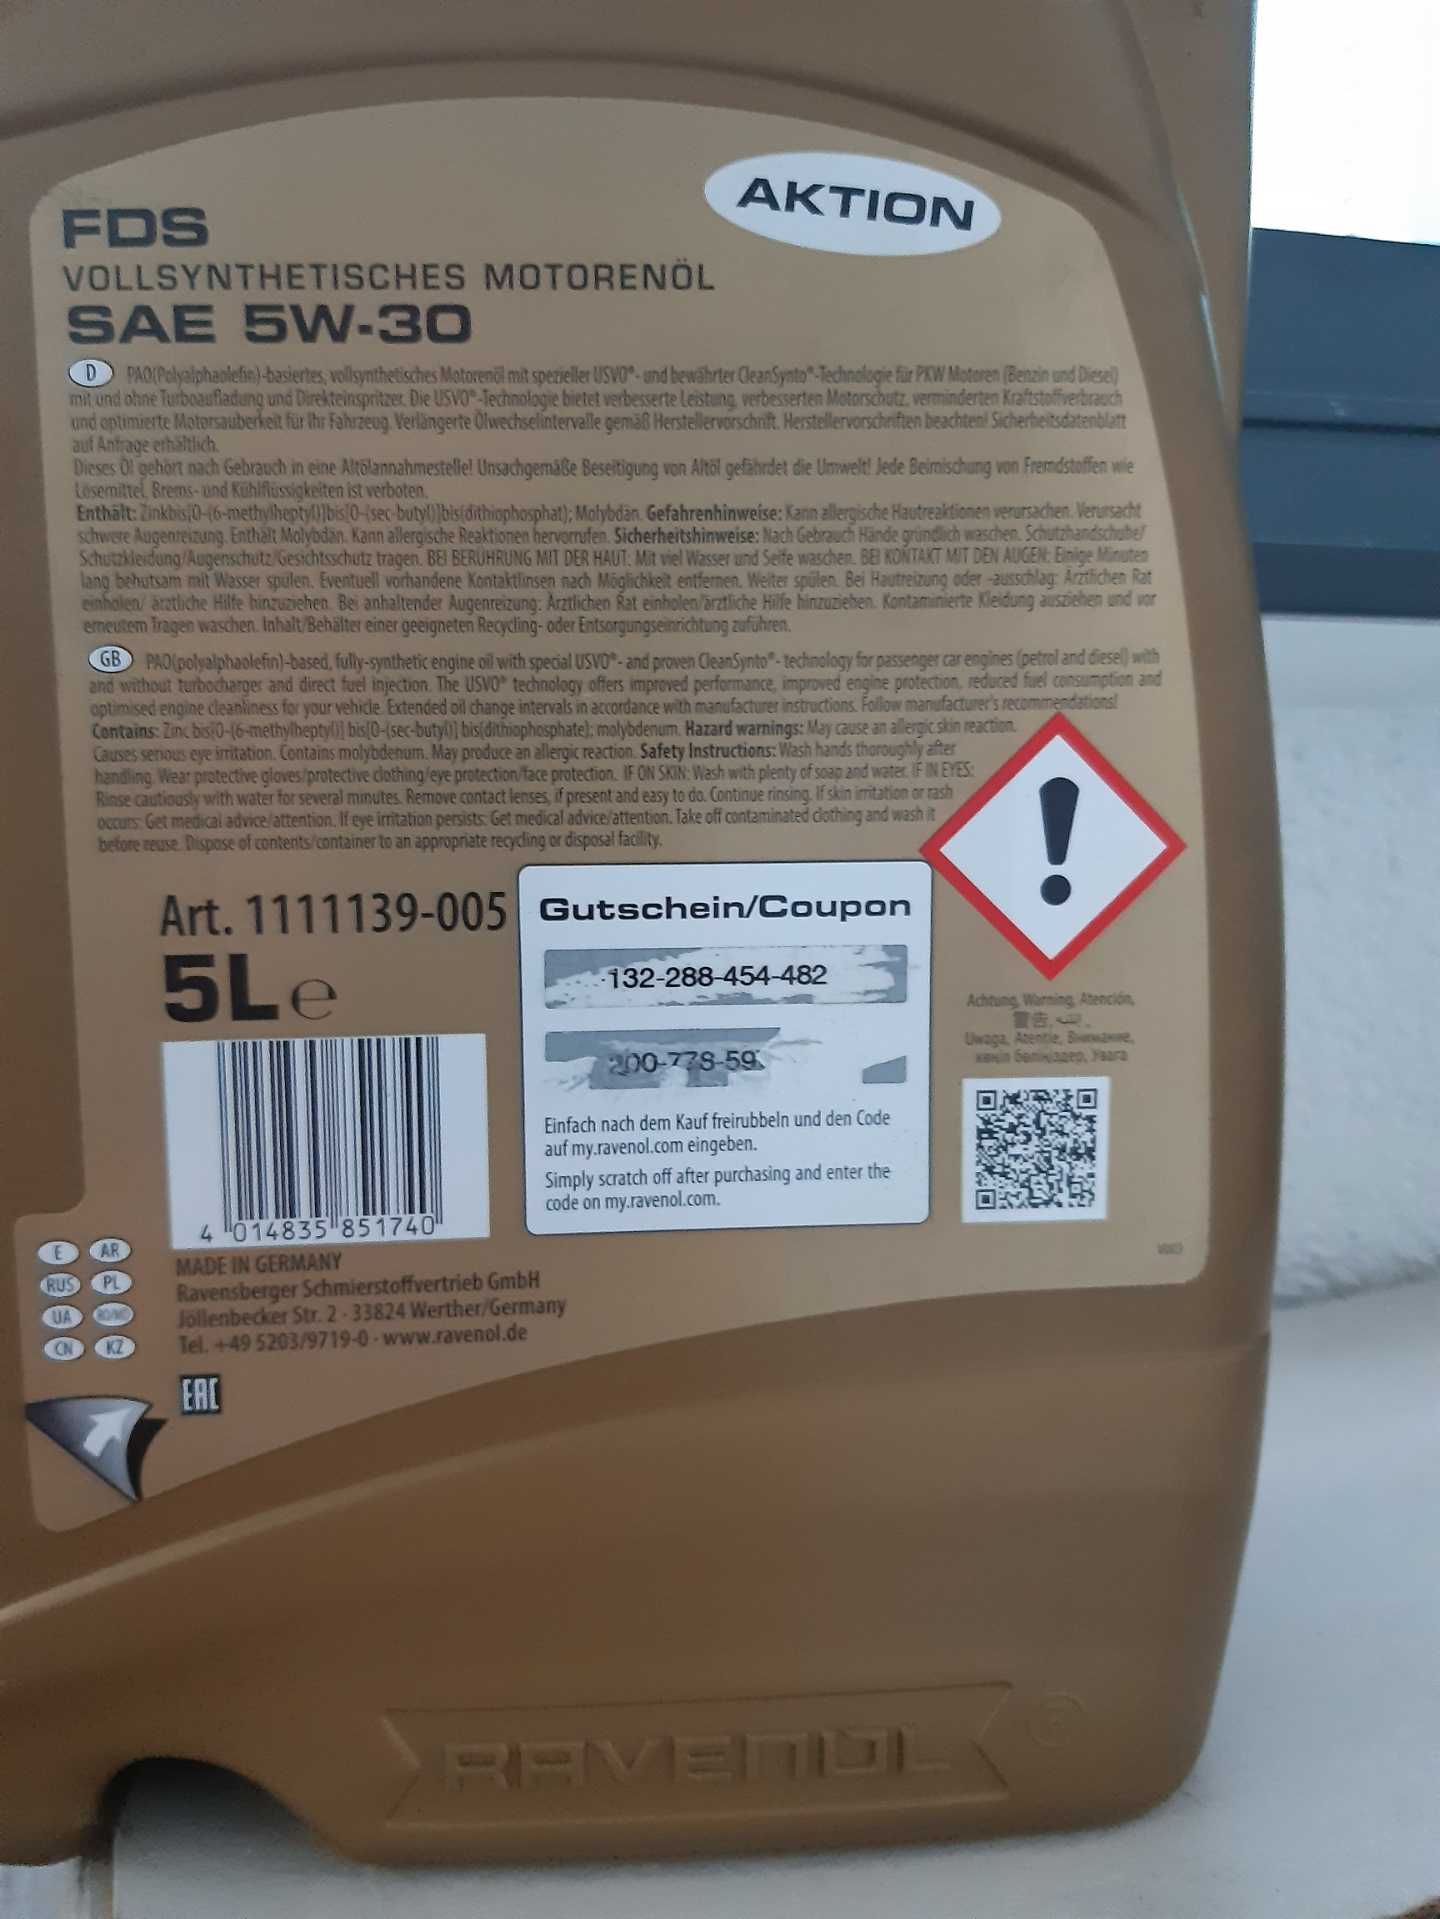 AKTION
FDS
VOLLSYNTHETISCHES MOTORENÖL
SAE 5W-30
D PAO(Polyalphaolefin)-basiertes, vollsynthetisches Motorenöl mit spezieller USVO®- und bewährter CleanSynto®-Technologie für PKW Motoren (Benzin und Diesel)
mit und ohne Turboaufladung und Direkteinspritzer. Die USVO®-Technologie bietet verbesserte Leistung, verbesserten Motorschutz, verminderten Kraftstoffverbrauch
und optimierte Motorsauberkeit für Ihr Fahrzeug. Verlängerte Ölwechselintervalle gemäß Herstellervorschrift. Herstellervorschriften beachten! Sicherheitsdatenblatt
auf Anfrage erhältlich.
Dieses Öl gehört nach Gebrauch in eine Altölannahmestelle! Unsachgemäße Beseitigung von Altöl gefährdet die Umwelt! Jede Beimischung von Fremdstoffen wie
Lösemittel, Brems- und Kühlflüssigkeiten ist verboten.
Enthält: Zinkbis[O-(6-methylheptyl)]bis[O-(sec-butyl)]bis(dithiophosphat); Molybdän. Gefahrenhinweise: Kann allergische Hautreaktionen verursachen. Verursacht
schwere Augenreizung. Enthält Molybdän. Kann allergische Reaktionen hervorrufen. Sicherheitshinweise: Nach Gebrauch Hände gründlich waschen. Schutzhandschuhe/
Schutzkleidung/Augenschutz/Gesichtsschutz tragen. BEI BERÜHRUNG MIT DER HAUT: Mit viel Wasser und Seife waschen. BEI KONTAKT MIT DEN AUGEN: Einige Minuten
lang behutsam mit Wasser spülen. Eventuell vorhandene Kontaktlinsen nach Möglichkeit entfernen. Weiter spülen. Bei Hautreizung oder -ausschlag: Ärztlichen Rat
einholen/ ärztliche Hilfe hinzuziehen. Bei anhaltender Augenreizung: Ärztlichen Rat einholen/ärztliche Hilfe hinzuziehen. Kontaminierte Kleidung ausziehen und vor
erneutem Tragen waschen. Inhalt/Behälter einer geeigneten Recycling- oder Entsorgungseinrichtung zuführen.
GB PAO(polyalphaolefin)-based, fully-synthetic engine oil with special USVO®- and proven CleanSynto®- technology for passenger car engines (petrol and diesel) with
and without turbocharger and direct fuel injection. The USVO® technology offers improved performance, improved engine protection, reduced fuel consumption and
optimised engine cleanliness for your vehicle. Extended oil change intervals in accordance with manufacturer instructions. Follow manufacturer's recommendations!
Contains: Zinc bis[O-(6-methylheptyl)] bis[O-(sec-butyl)] bis(dithiophosphate); molybdenum. Hazard warnings: May cause an allergic skin reaction.
Causes serious eye irritation. Contains molybdenum. May produce an allergic reaction. Safety Instructions: Wash hands thoroughly after
handling. Wear protective gloves/protective clothing/eye protection/face protection. IF ON SKIN: Wash with plenty of soap and water. IF IN EYES:
Rinse cautiously with water for several minutes. Remove contact lenses, if present and easy to do. Continue rinsing. If skin irritation or rash
occurs: Get medical advice/attention. If eye irritation persists: Get medical advice/attention. Take off contaminated clothing and wash it
before reuse. Dispose of contents/container to an appropriate recycling or disposal facility.
Art. 1111139-005
5L e
Gutschein/Coupon
132-288-454-482
200-778-59
Einfach nach dem Kauf freirubbeln und den Code
auf my.ravenol.com eingeben.
Simply scratch off after purchasing and enter the
code on my.ravenol.com.
Achtung, Warning, Atención,
警告,
Uwaga, Atenție, Внимание,
Увага
4 014835 851740
MADE IN GERMANY
Ravensberger Schmierstoffvertrieb GmbH
Jöllenbecker Str. 2 · 33824 Werther/Germany
Tel. +49 5203/9719-0 · www.ravenol.de
E AR
RUS PL
UA RO/MD
CN KZ
EAC
RAVENOL ®